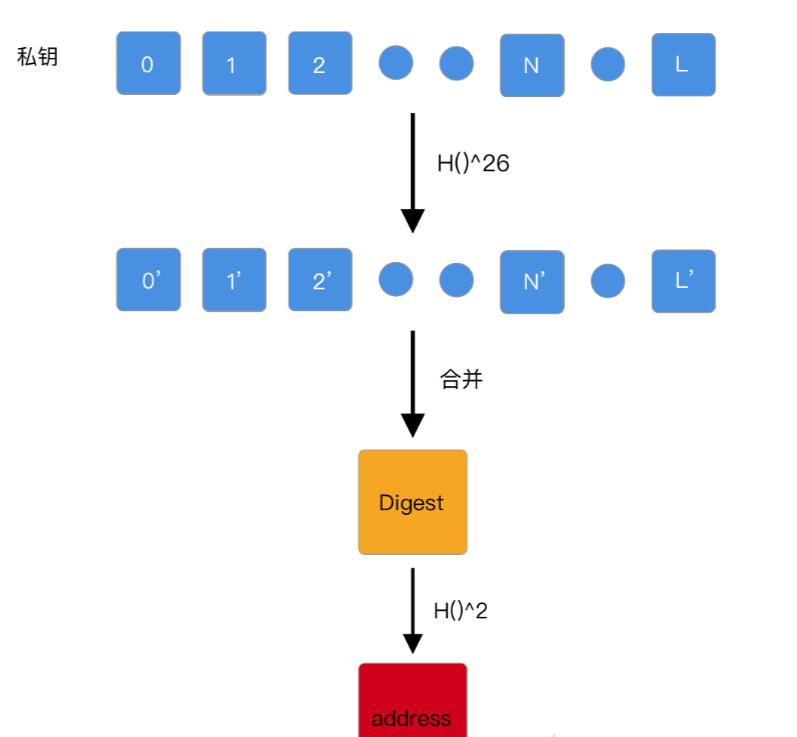 私钥 0 1 2 N L
H()^26
0’ 1’ 2’ N’ L’
合并
Digest
H()^2
address